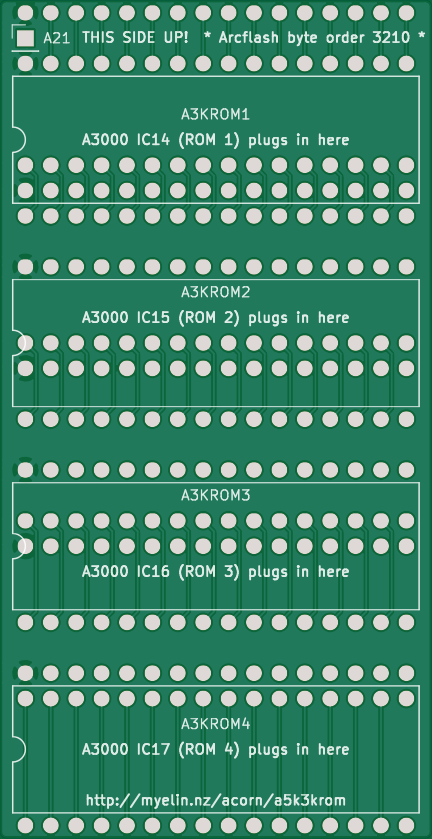 A21 THIS SIDE UP! * Arcflash byte order 3210 *
A3KROM1
A3000 IC14 (ROM 1) plugs in here
A3KROM2
A3000 IC15 (ROM 2) plugs in here
A3KROM3
A3000 IC16 (ROM 3) plugs in here
A3KROM4
A3000 IC17 (ROM 4) plugs in here
http://myelin.nz/acorn/a5k3krom